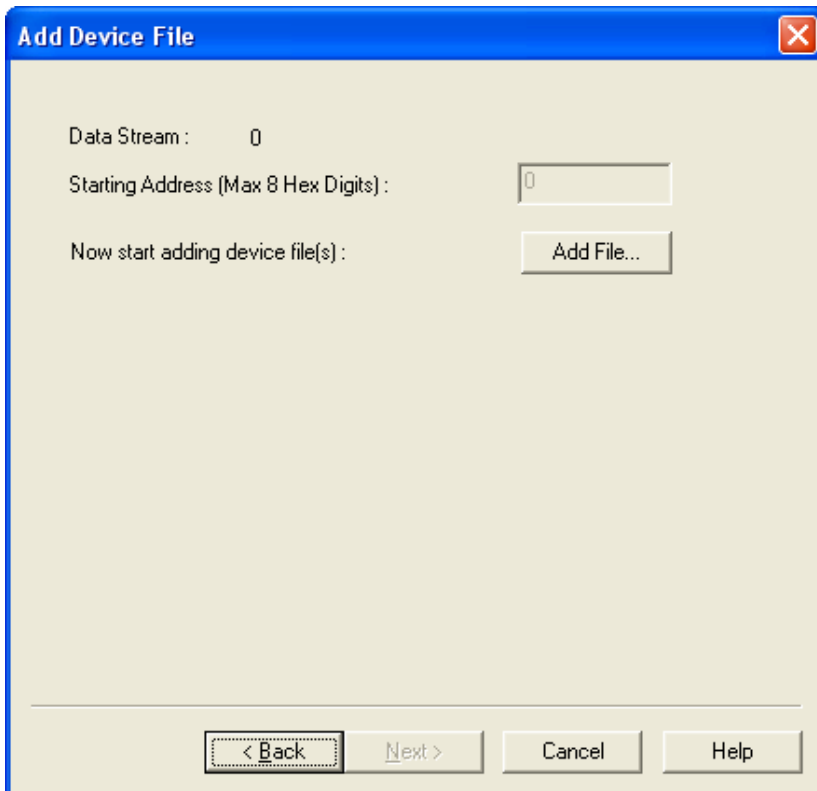 Add Device File
Data Stream : 0
Starting Address (Max 8 Hex Digits) : 0
Now start adding device file(s) : Add File...
< Back Next > Cancel Help